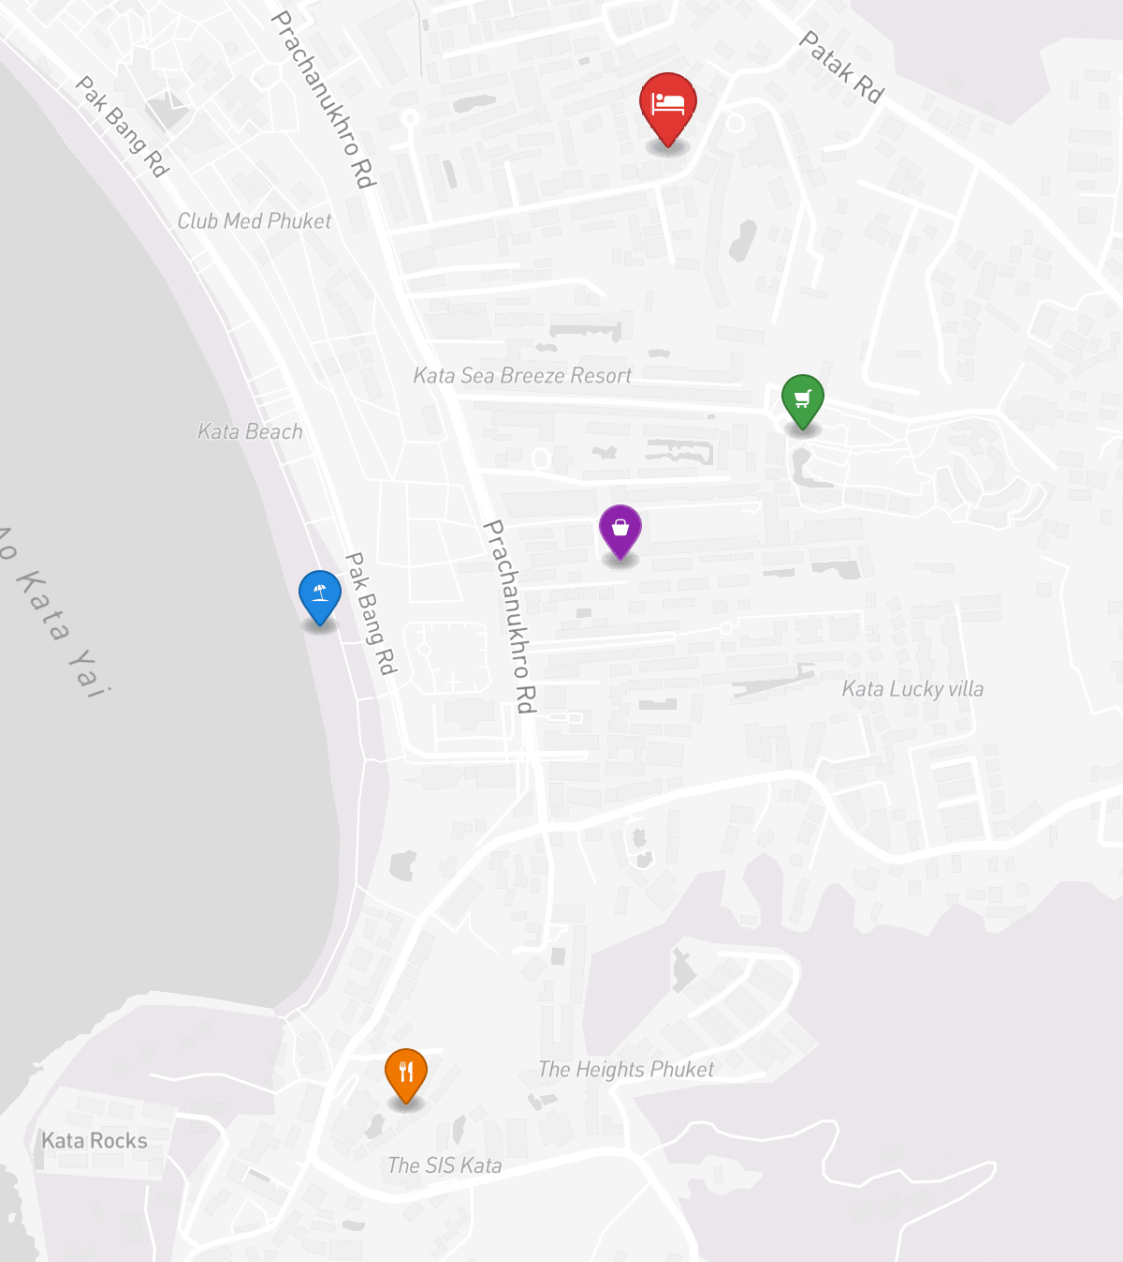 Prachanukhro Rd
Patak Rd
Pak Bang Rd
Club Med Phuket
Kata Sea Breeze Resort
Kata Beach
Ao Kata Yai
Pak Bang Rd
Prachanukhro Rd
Kata Lucky villa
The Heights Phuket
Kata Rocks
The SIS Kata